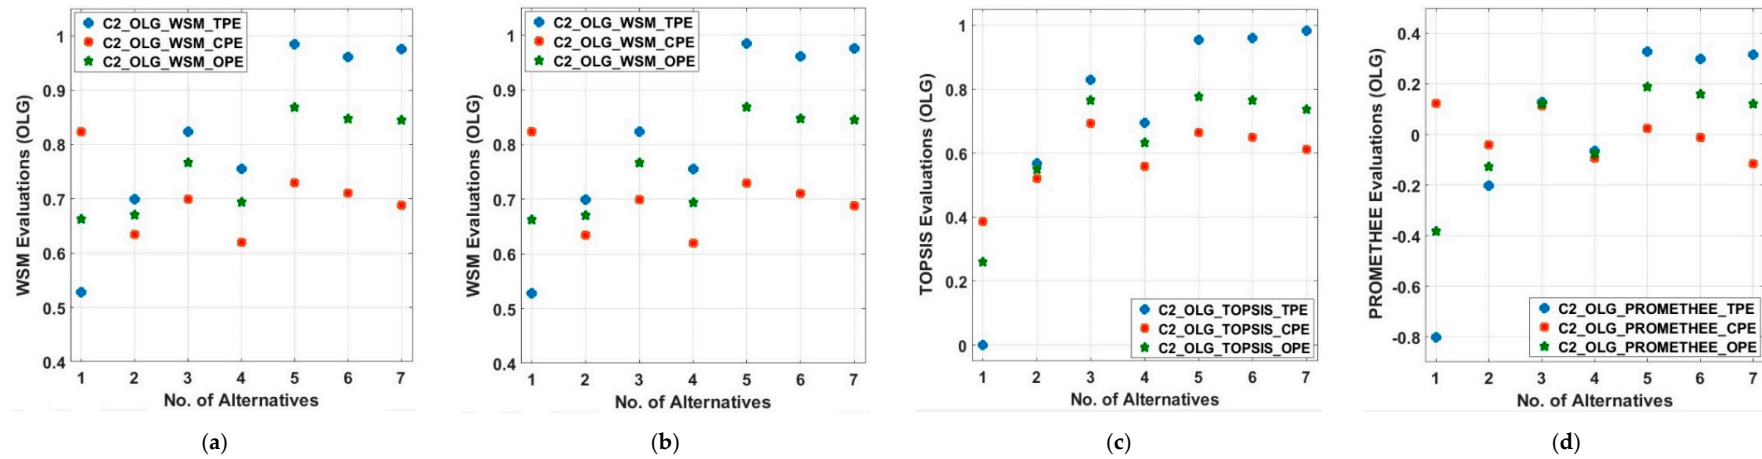 C2_OLG_WSM_TPE
C2_OLG_WSM_CPE
C2_OLG_WSM_OPE
1
0.9
0.8
0.7
0.6
0.5
0.4
WSM Evaluations (OLG)
1 2 3 4 5 6 7
No. of Alternatives
(a)
C2_OLG_WSM_TPE
C2_OLG_WSM_CPE
C2_OLG_WSM_OPE
1
0.9
0.8
0.7
0.6
0.5
0.4
WSM Evaluations (OLG)
1 2 3 4 5 6 7
No. of Alternatives
(b)
1
0.8
0.6
0.4
0.2
0
TOPSIS Evaluations (OLG)
C2_OLG_TOPSIS_TPE
C2_OLG_TOPSIS_CPE
C2_OLG_TOPSIS_OPE
1 2 3 4 5 6 7
No. of Alternatives
(c)
0.4
0.2
0
-0.2
-0.4
-0.6
-0.8
PROMETHEE Evaluations (OLG)
C2_OLG_PROMETHEE_TPE
C2_OLG_PROMETHEE_CPE
C2_OLG_PROMETHEE_OPE
1 2 3 4 5 6 7
No. of Alternatives
(d)